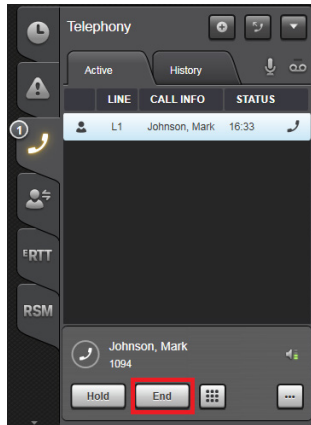 Telephony
Active History
LINE CALL INFO STATUS
L1 Johnson, Mark 16:33
1
ERTT
RSM
Johnson, Mark
1094
Hold End ...